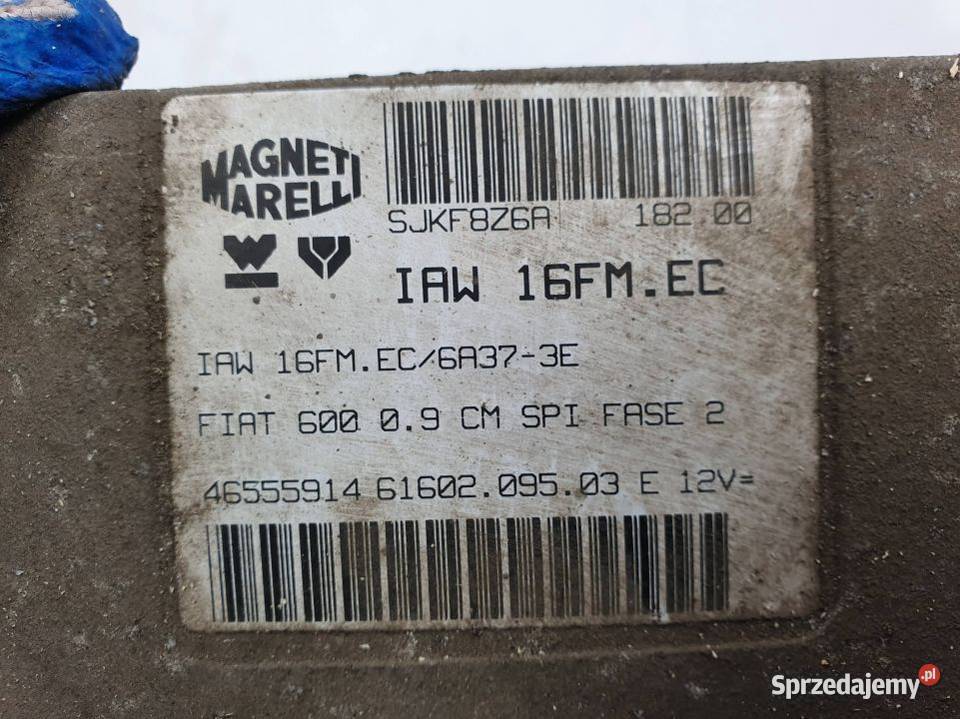 MAGNETI
MARELLI
SJKF8Z6A 182.00
IAW 16FM.EC
IAW 16FM.EC/6A37-3E
FIAT 600 0.9 CM SPI FASE 2
46555914 61602.095.03 E 12V=
Sprzedajemy.pl